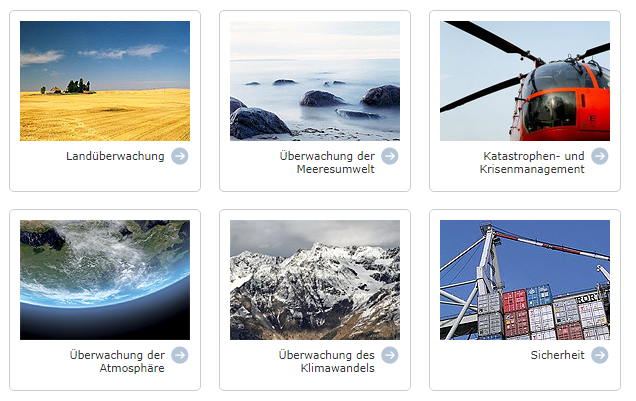 Landüberwachung
Überwachung der
Meeresumwelt
Katastrophen- und
Krisenmanagement
Überwachung der
Atmosphäre
Überwachung des
Klimawandels
Sicherheit